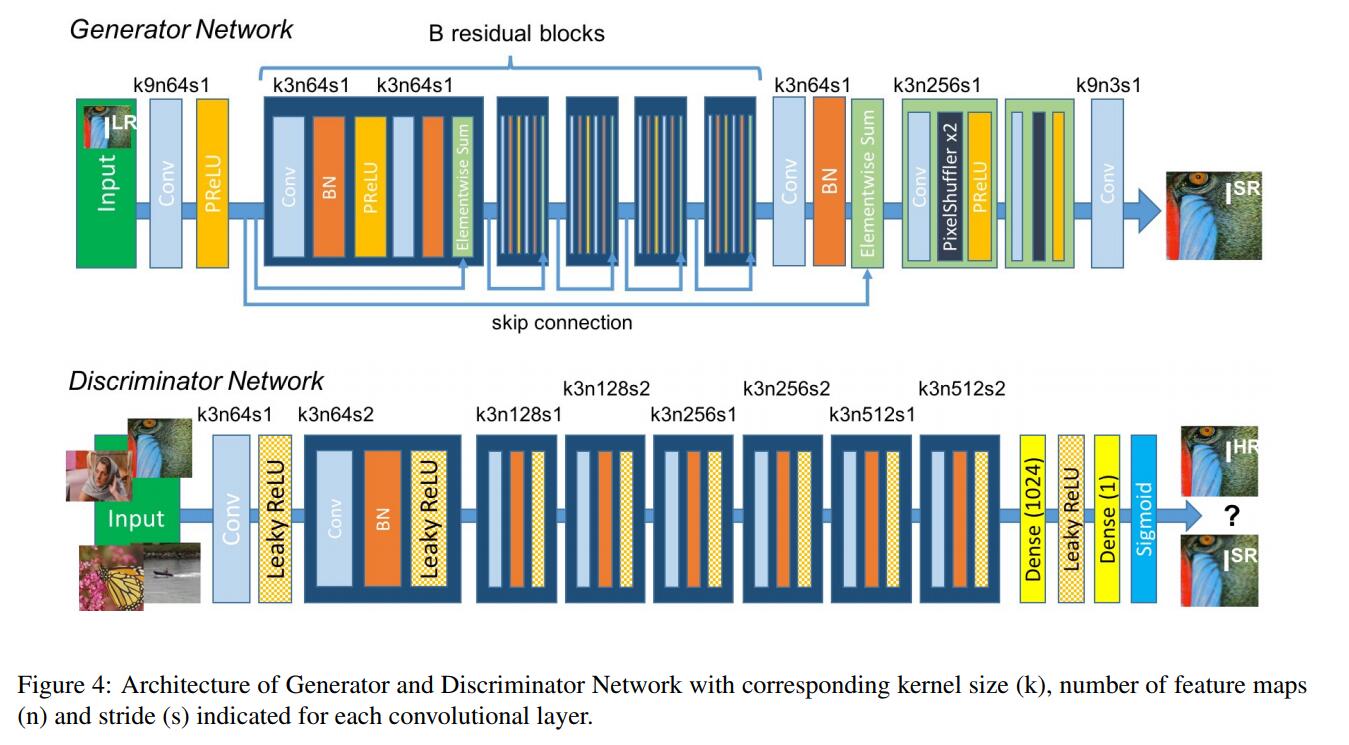 Generator Network
B residual blocks
k9n64s1
k3n64s1
k3n64s1
k3n64s1
k3n256s1
k9n3s1
ILR
Input
Conv
PReLU
Conv
BN
PReLU
Elementwise Sum
Conv
BN
Elementwise Sum
Conv
PixelShuffler x2
PReLU
Conv
ISR
skip connection
Discriminator Network
k3n64s1
k3n64s2
k3n128s1
k3n128s2
k3n256s1
k3n256s2
k3n512s1
k3n512s2
Input
Conv
Leaky ReLU
Conv
BN
Leaky ReLU
Dense (1024)
Leaky ReLU
Dense (1)
Sigmoid
IHR
?
ISR
Figure 4: Architecture of Generator and Discriminator Network with corresponding kernel size (k), number of feature maps
(n) and stride (s) indicated for each convolutional layer.